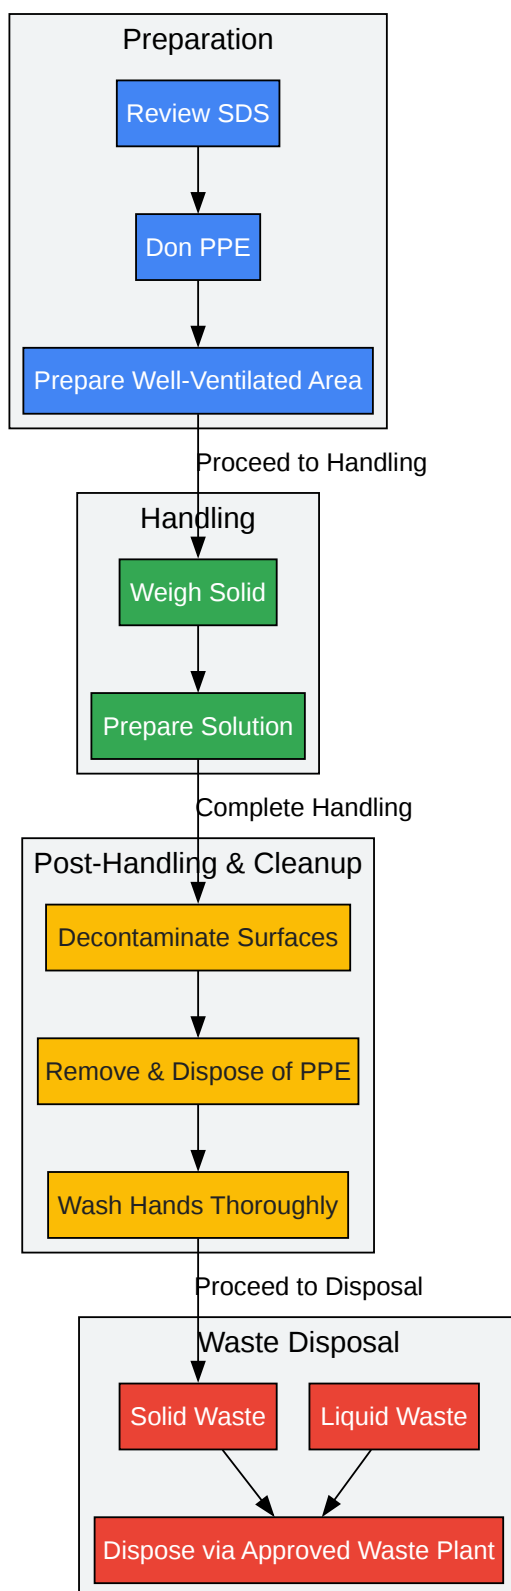 Preparation
Review SDS
Don PPE
Prepare Well-Ventilated Area
Proceed to Handling
Handling
Weigh Solid
Prepare Solution
Complete Handling
Post-Handling & Cleanup
Decontaminate Surfaces
Remove & Dispose of PPE
Wash Hands Thoroughly
Proceed to Disposal
Waste Disposal
Solid Waste
Liquid Waste
Dispose via Approved Waste Plant